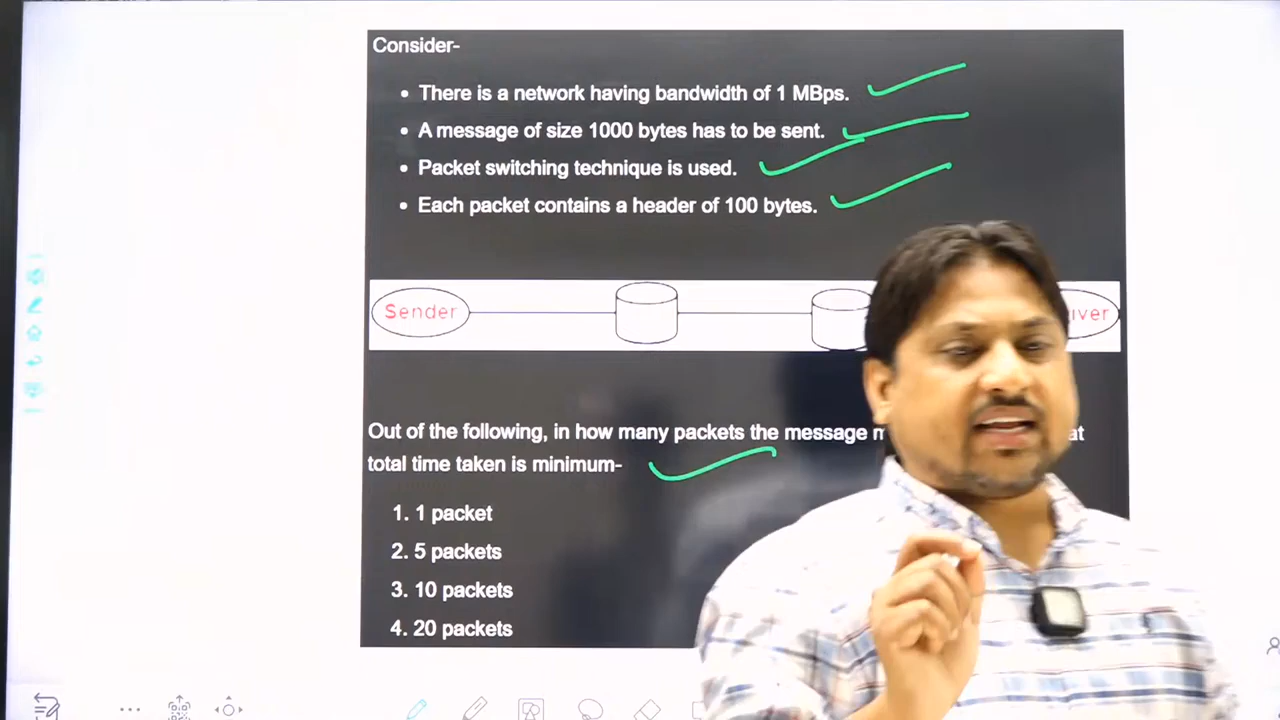 Consider-
• There is a network having bandwidth of 1 MBps.
• A message of size 1000 bytes has to be sent.
• Packet switching technique is used.
• Each packet contains a header of 100 bytes.
Sender iver
Out of the following, in how many packets the message
total time taken is minimum-
1. 1 packet
2. 5 packets
3. 10 packets
4. 20 packets